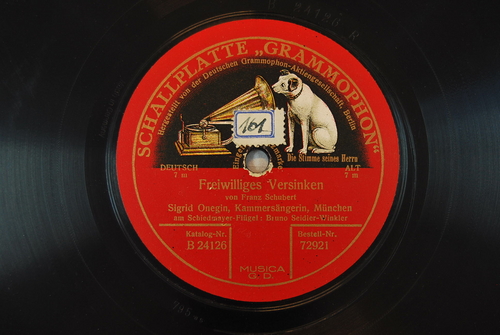 SCHALLPLATTE „GRAMMOPHON“
Hergestellt von der Deutschen Grammophon-Aktiengesellschaft, Berlin
101
Die Stimme seines Herrn
DEUTSCH
7 m
ALT
7 m
Freiwilliges Versinken
von Franz Schubert
Sigrid Onegin, Kammersängerin, München
am Schiedmayer-Flügel: Bruno Seidler-Winkler
Katalog-Nr.
B 24126
Bestell-Nr.
72921
MUSICA
G. D.